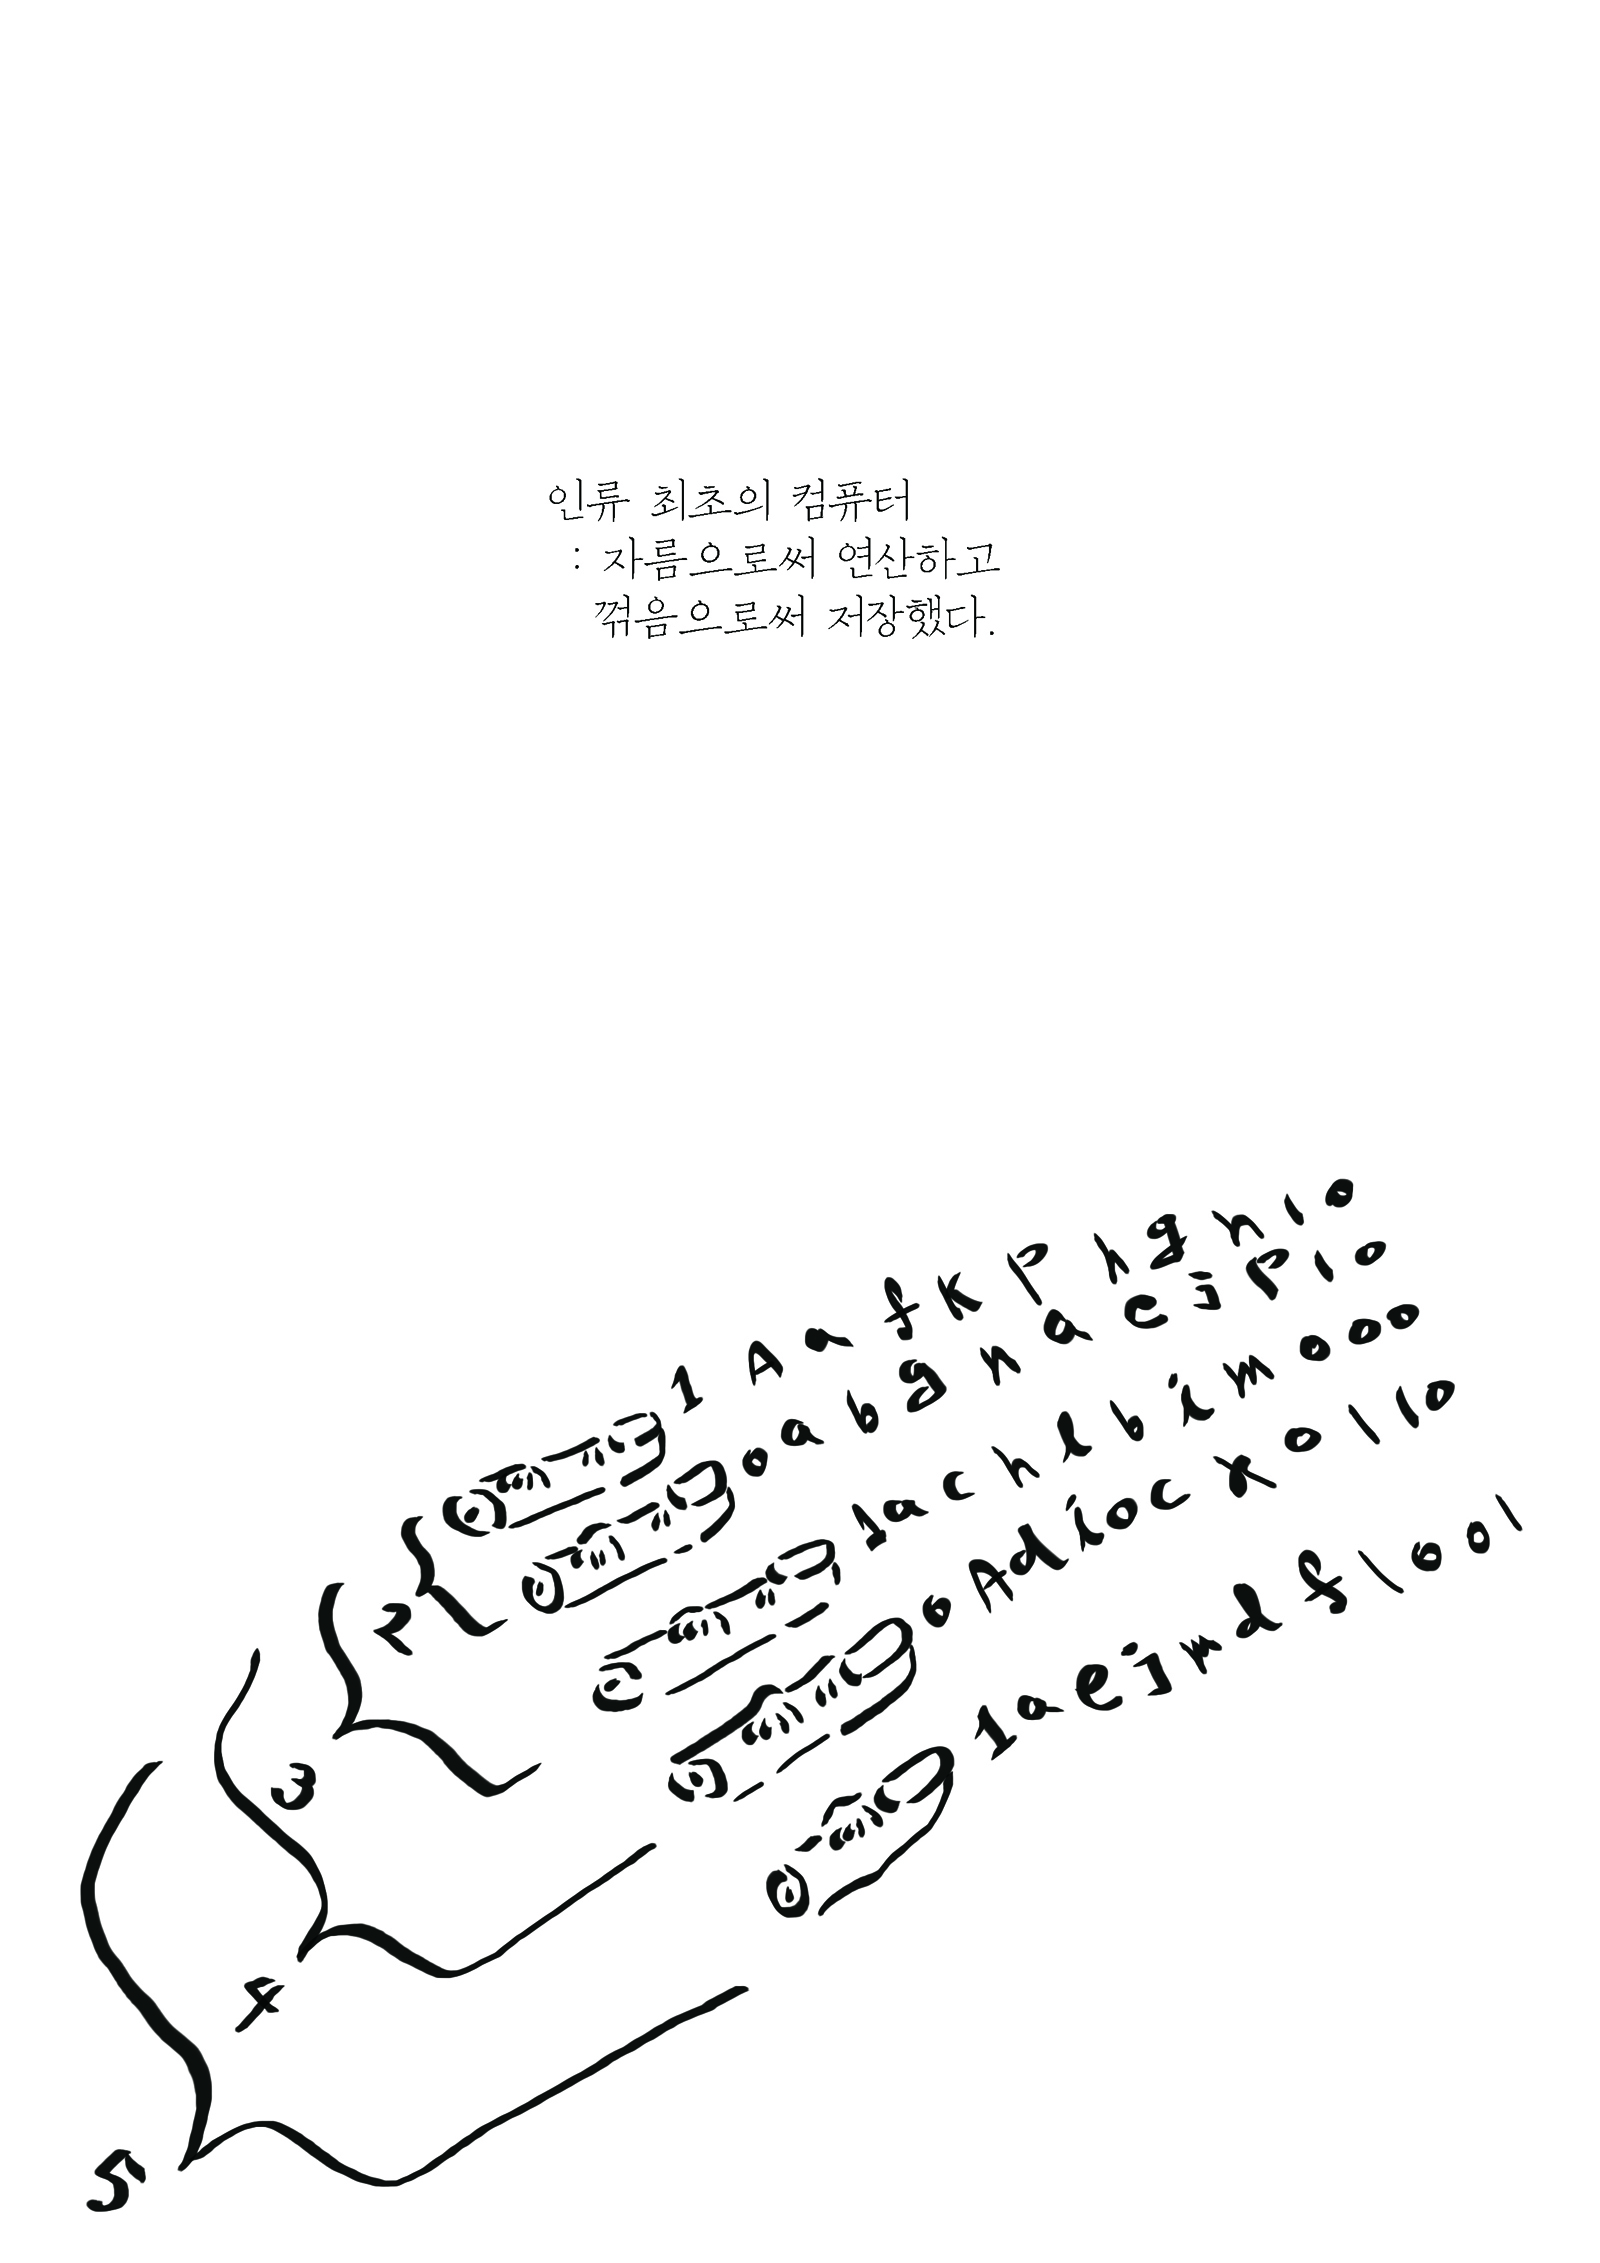 인류 최초의 컴퓨터
: 자름으로써 연산하고
꺾음으로써 저장했다.
1 A a f K P h g h 1 0
0 a b g n a c j P 1 0
1 a c h l b i m 0 0 0
0 A d i o c x 0 1 1 0
1 a e j m d f 1 0 0 1
2
3
4
5